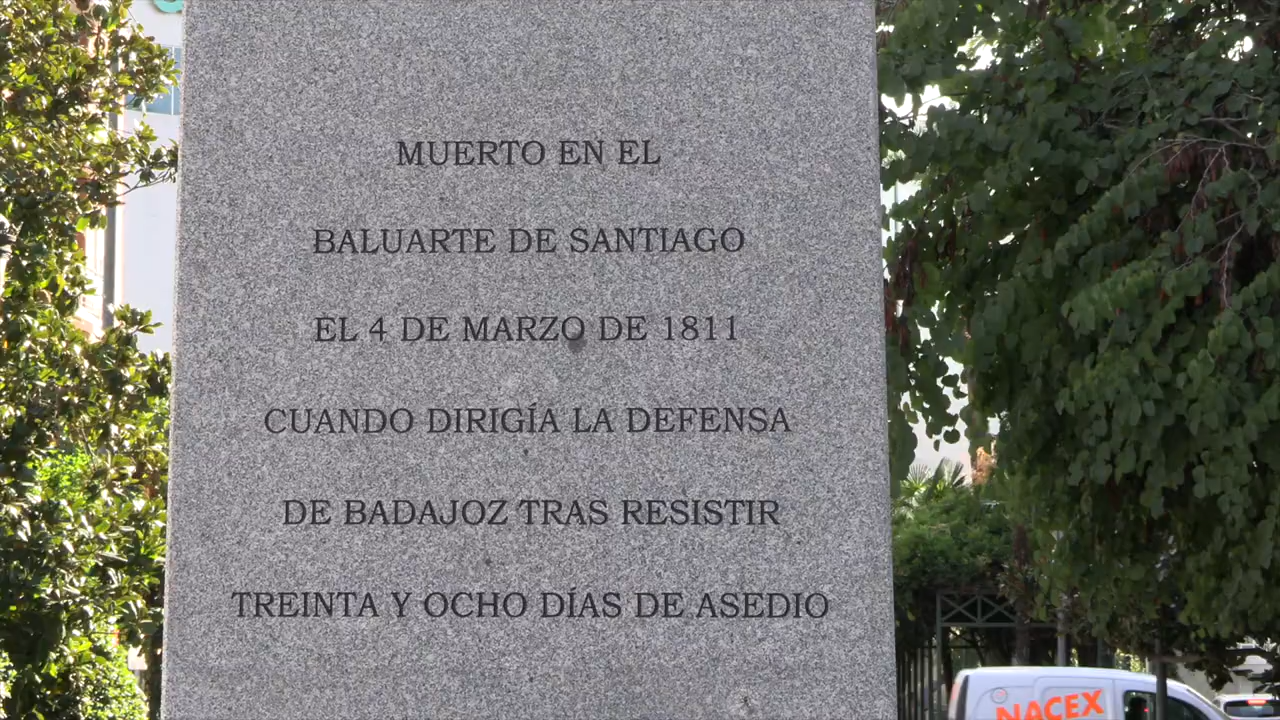 MUERTO EN EL
BALUARTE DE SANTIAGO
EL 4 DE MARZO DE 1811
CUANDO DIRIGÍA LA DEFENSA
DE BADAJOZ TRAS RESISTIR
TREINTA Y OCHO DÍAS DE ASEDIO
NACEX